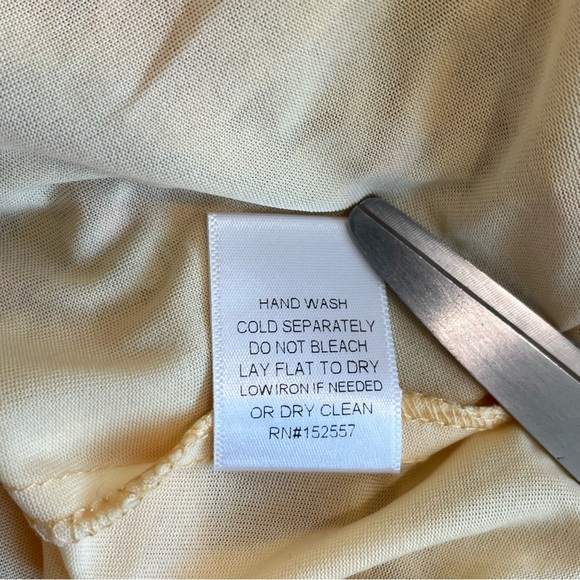 HAND WASH
COLD SEPARATELY
DO NOT BLEACH
LAY FLAT TO DRY
LOW IRON IF NEEDED
OR DRY CLEAN
RN#152557